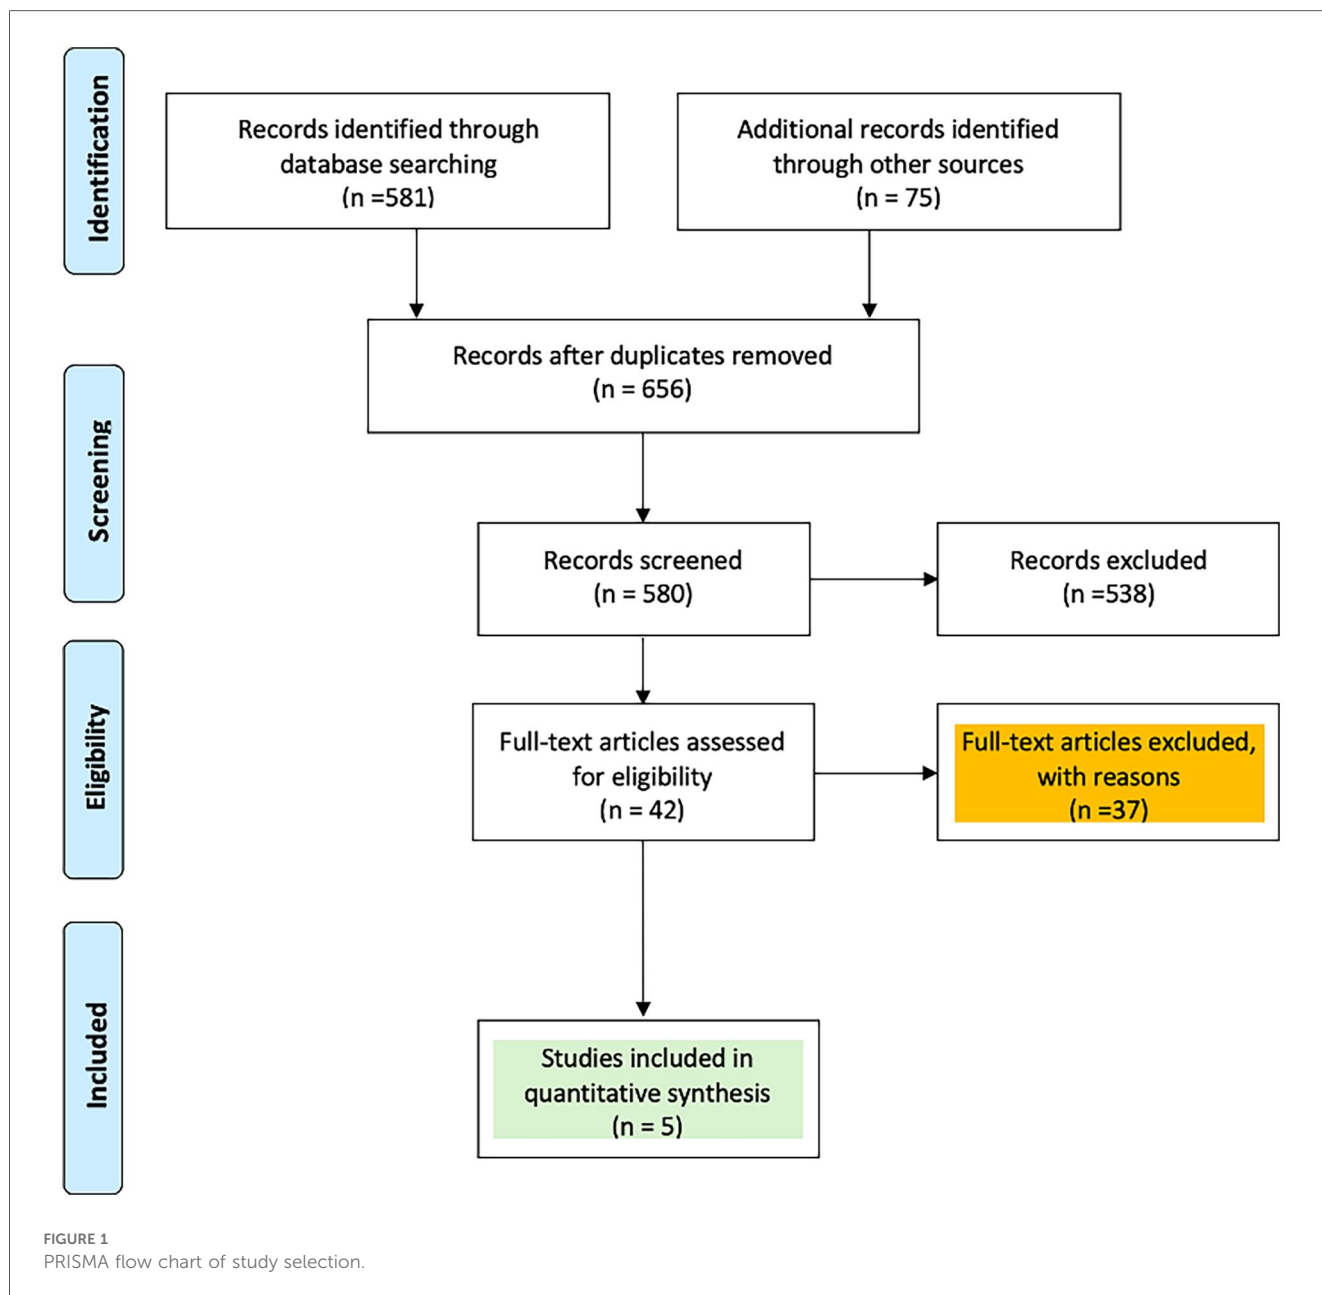 Identification
Records identified through
database searching
(n =581)
Additional records identified
through other sources
(n = 75)
Records after duplicates removed
(n = 656)
Screening
Records screened
(n = 580)
Records excluded
(n =538)
Eligibility
Full-text articles assessed
for eligibility
(n = 42)
Full-text articles excluded,
with reasons
(n =37)
Included
Studies included in
quantitative synthesis
(n = 5)
FIGURE 1
PRISMA flow chart of study selection.